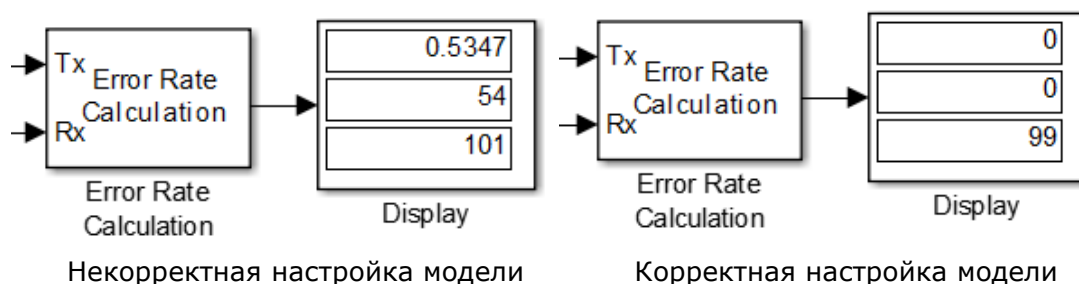 Tx
Rx
Error Rate
Calculation
0.5347
54
101
Error Rate
Calculation
Display
Некорректная настройка модели
Tx
Rx
Error Rate
Calculation
0
0
99
Error Rate
Calculation
Display
Корректная настройка модели